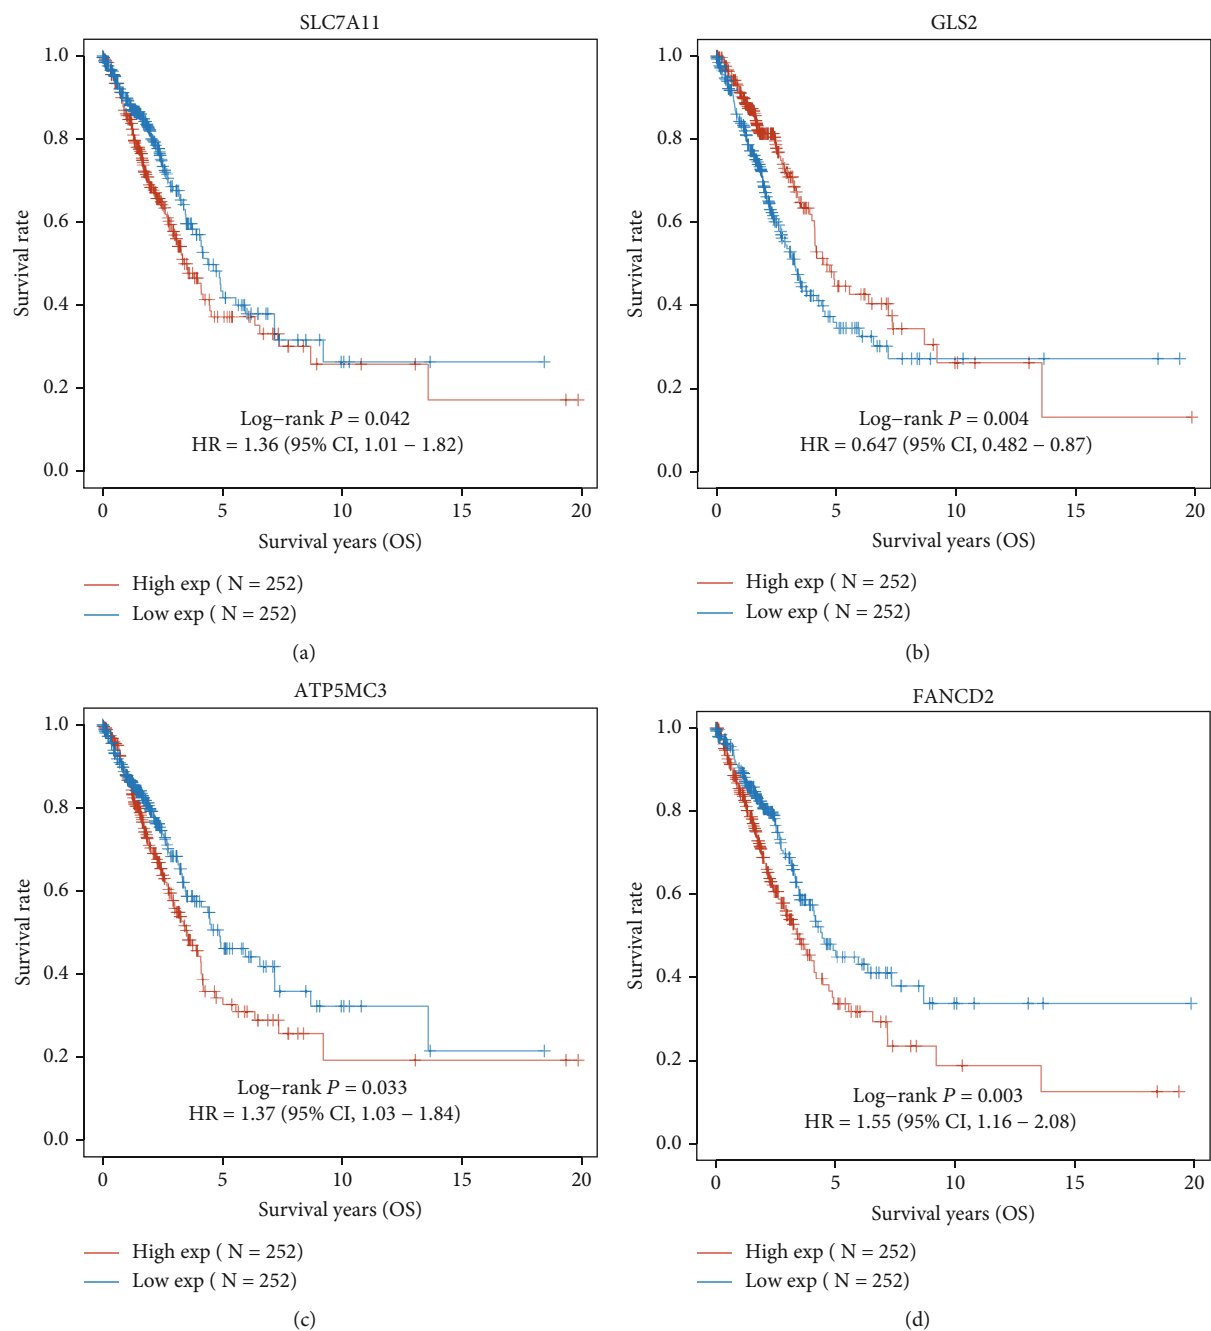 SLC7A11
Survival rate
1.0
0.8
0.6
0.4
0.2
0.0
Log−rank P = 0.042
HR = 1.36 (95% CI, 1.01 − 1.82)
0 5 10 15 20
Survival years (OS)
High exp ( N = 252)
Low exp ( N = 252)
(a)
GLS2
Survival rate
1.0
0.8
0.6
0.4
0.2
0.0
Log−rank P = 0.004
HR = 0.647 (95% CI, 0.482 − 0.87)
0 5 10 15 20
Survival years (OS)
High exp ( N = 252)
Low exp ( N = 252)
(b)
ATP5MC3
Survival rate
1.0
0.8
0.6
0.4
0.2
0.0
Log−rank P = 0.033
HR = 1.37 (95% CI, 1.03 − 1.84)
0 5 10 15 20
Survival years (OS)
High exp ( N = 252)
Low exp ( N = 252)
(c)
FANCD2
Survival rate
1.0
0.8
0.6
0.4
0.2
0.0
Log−rank P = 0.003
HR = 1.55 (95% CI, 1.16 − 2.08)
0 5 10 15 20
Survival years (OS)
High exp ( N = 252)
Low exp ( N = 252)
(d)